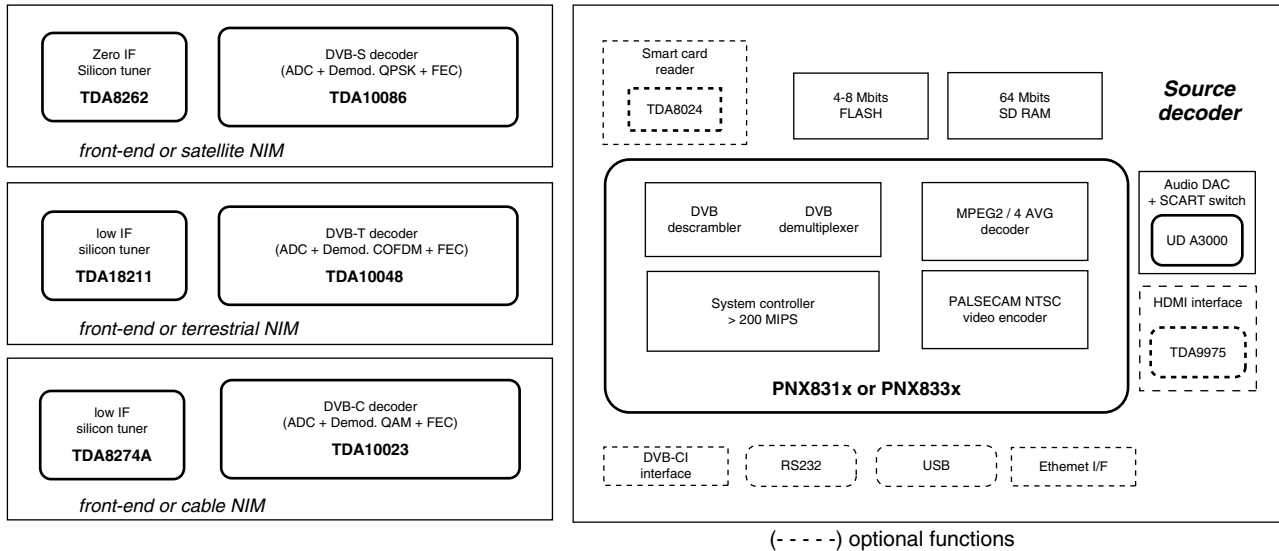 Zero IF
Silicon tuner
TDA8262
DVB-S decoder
(ADC + Demod. QPSK + FEC)
TDA10086
front-end or satellite NIM
low IF
silicon tuner
TDA18211
DVB-T decoder
(ADC + Demod. COFDM + FEC)
TDA10048
front-end or terrestrial NIM
low IF
silicon tuner
TDA8274A
DVB-C decoder
(ADC + Demod. QAM + FEC)
TDA10023
front-end or cable NIM
Smart card
reader
TDA8024
4-8 Mbits
FLASH
64 Mbits
SD RAM
Source
decoder
DVB
descrambler
DVB
demultiplexer
MPEG2 / 4 AVG
decoder
System controller
> 200 MIPS
PALSECAM NTSC
video encoder
PNX831x or PNX833x
Audio DAC
+ SCART switch
UD A3000
HDMI interface
TDA9975
DVB-CI
interface
RS232
USB
Ethemet I/F
(- - - - -) optional functions